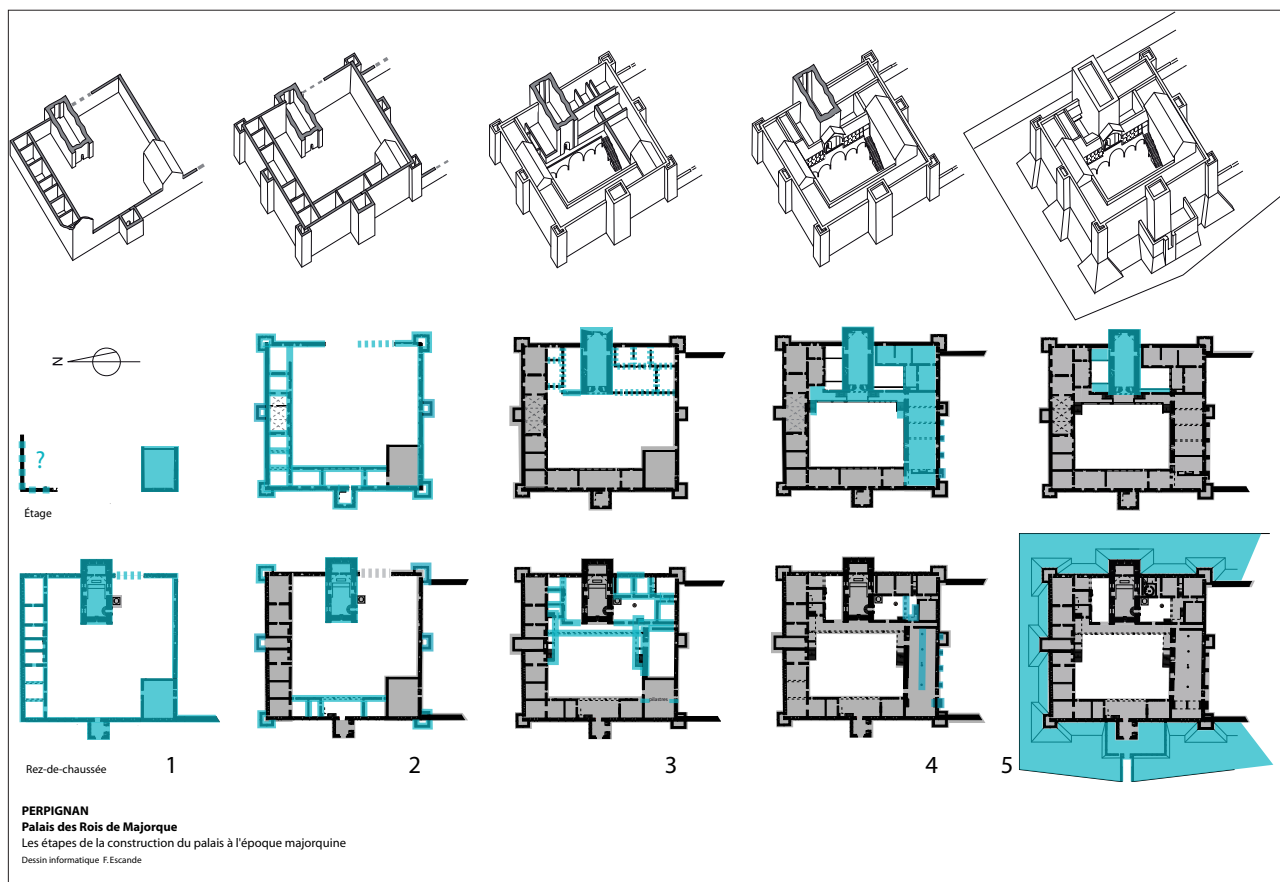 N
?
Étage
Rez-de-chaussée
1
2
3
4
5
pilastres
PERPIGNAN
Palais des Rois de Majorque
Les étapes de la construction du palais à l'époque majorquine
Dessin informatique F.Escande